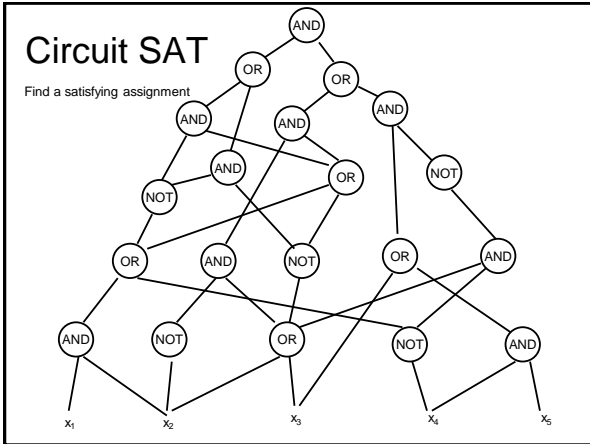 AND
Circuit SAT
OR
OR
Find a satisfying assignment
AND
AND
AND
AND
OR
NOT
NOT
OR
AND
NOT
OR
AND
AND
NOT
OR
NOT
AND
x₁
x₂
x₃
x₄
x₅